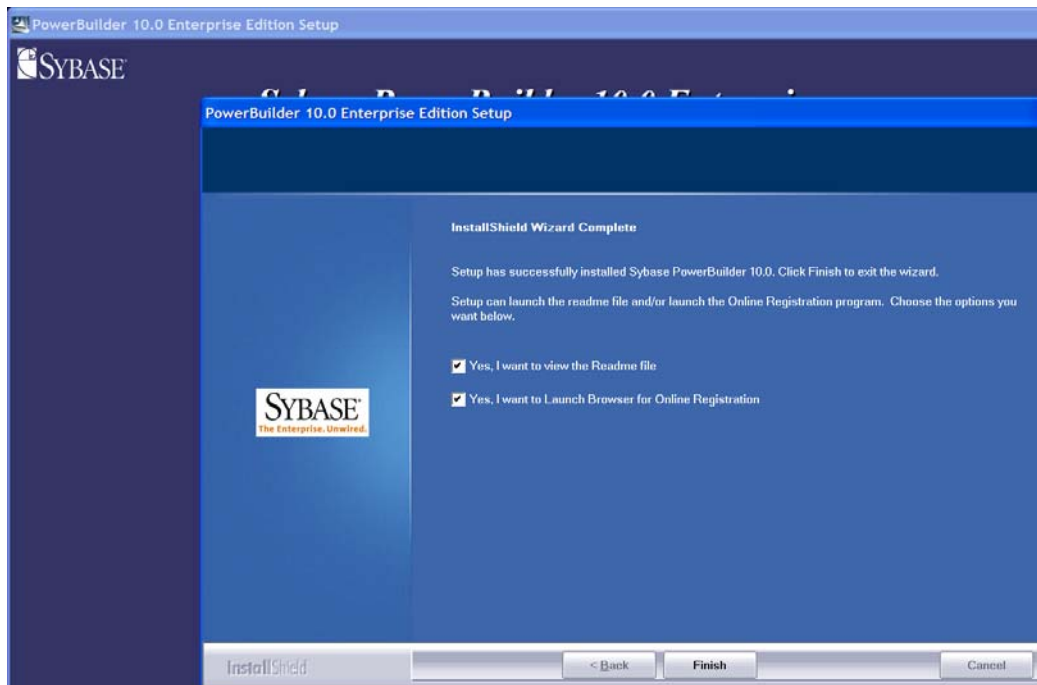 PowerBuilder 10.0 Enterprise Edition Setup
SYBASE
PowerBuilder 10.0 Enterprise Edition Setup
InstallShield Wizard Complete
Setup has successfully installed Sybase PowerBuilder 10.0. Click Finish to exit the wizard.
Setup can launch the readme file and/or launch the Online Registration program. Choose the options you
want below.
Yes, I want to view the Readme file
Yes, I want to Launch Browser for Online Registration
SYBASE
The Enterprise. Unwired.
InstallShield
< Back
Finish
Cancel